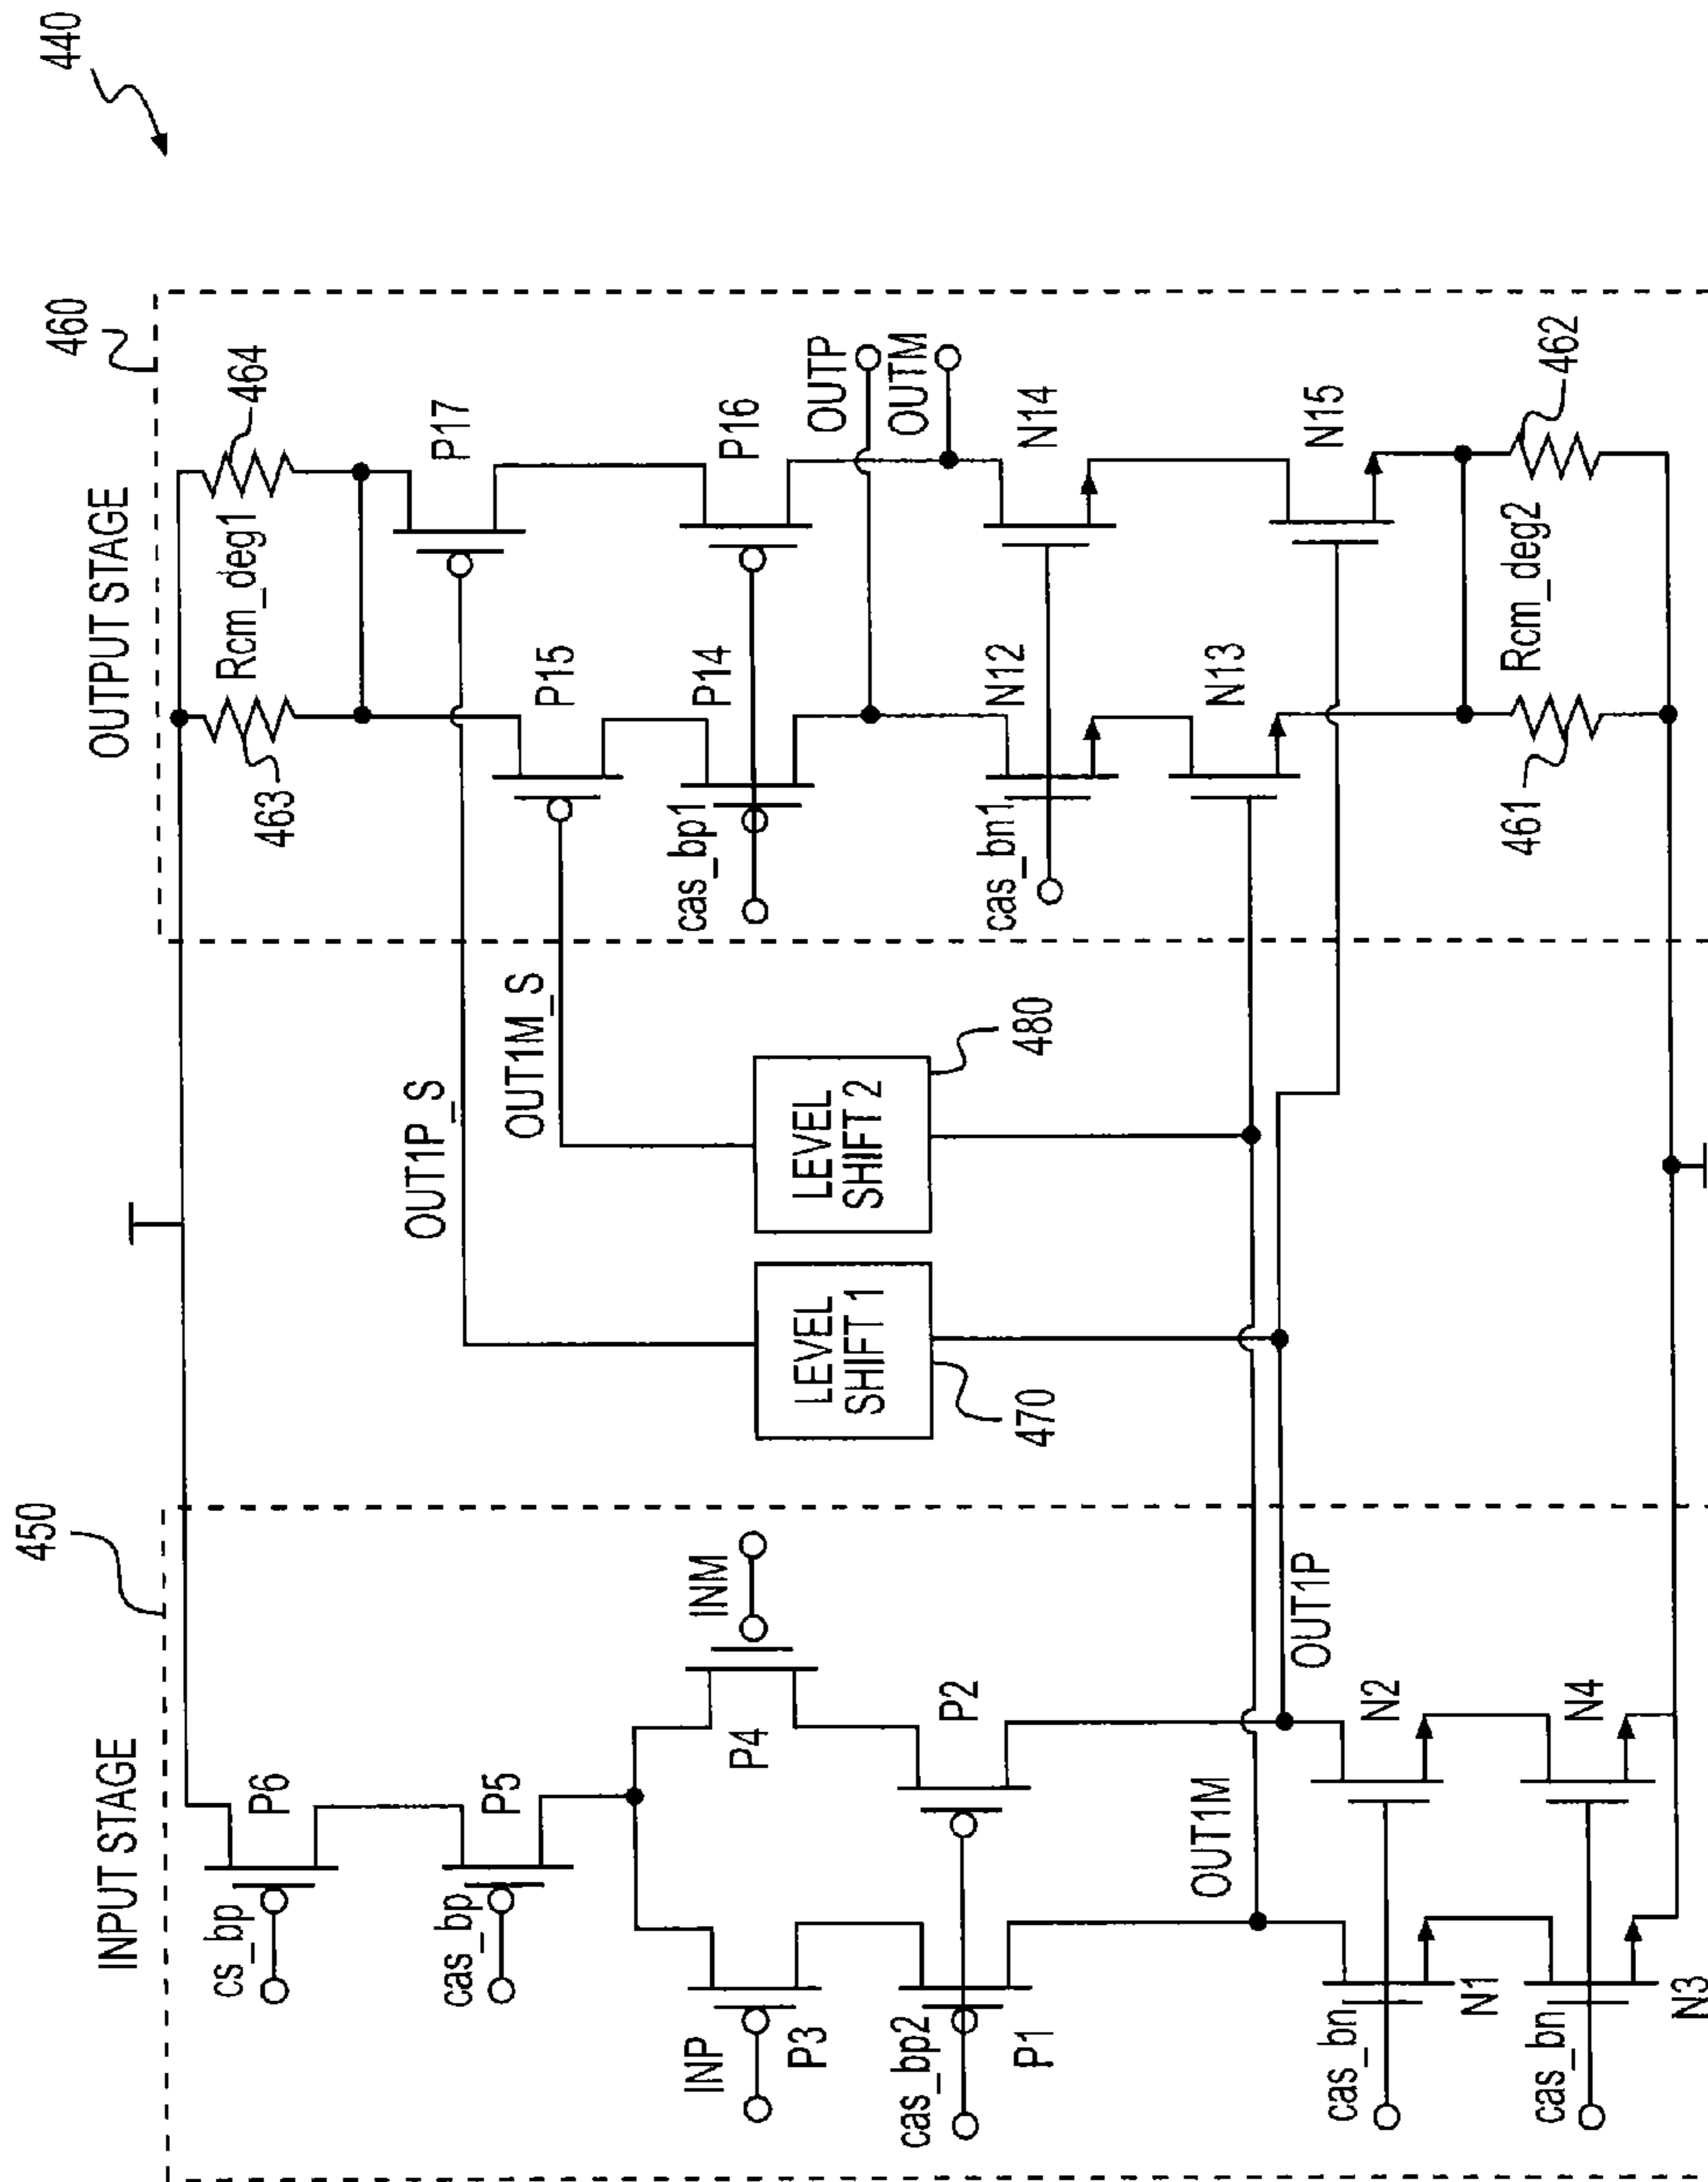 440
450
460
INPUT STAGE
OUTPUT STAGE
cs_bp
P6
cas_bp
P5
INP
P3
P4
INM
cas_bp2
P1
P2
OUT1M
OUT1P
cas_bn
N1
N2
cas_bn
N3
N4
OUT1P_S
OUT1M_S
LEVEL
SHIFT 1
470
LEVEL
SHIFT 2
480
463
Rcm_deg1
464
P15
P17
cas_bp1
P14
P16
OUTP
OUTM
cas_bn1
N12
N14
N13
N15
461
Rcm_deg2
462